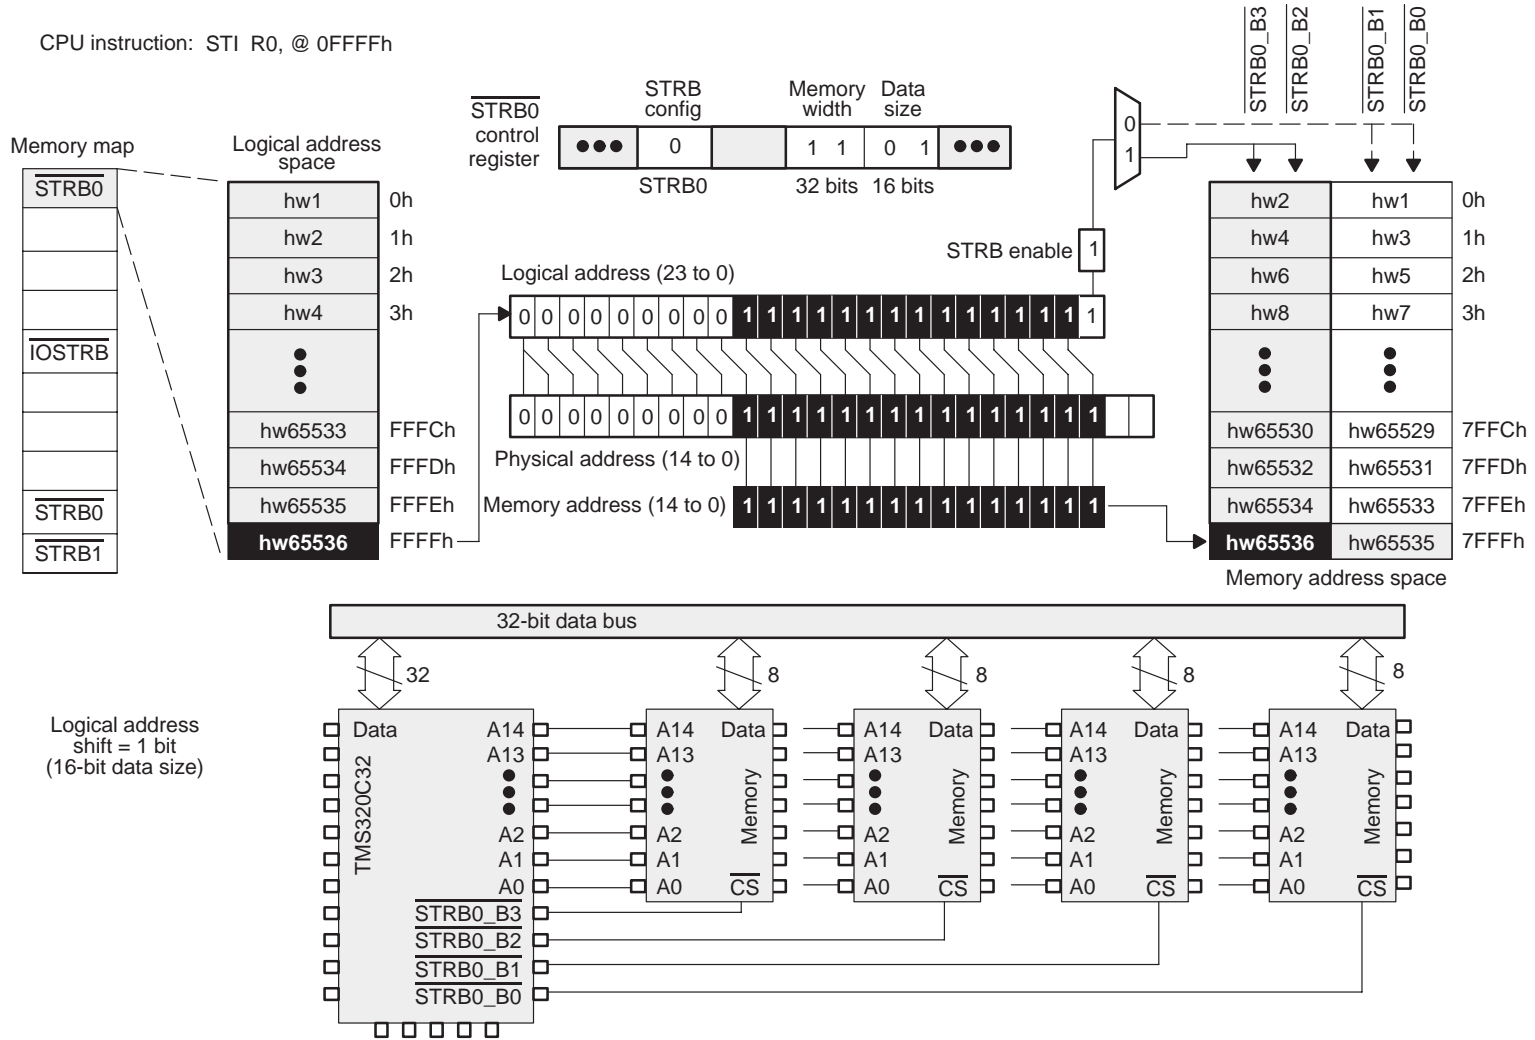 CPU instruction: STI R0, @ 0FFFFh
STRB0_B3
STRB0_B2
STRB0_B1
STRB0_B0
STRB0
control
register
STRB
config
Memory
width
Data
size
0
1 1
0 1
STRB0
32 bits
16 bits
0
1
Memory map
STRB0
IOSTRB
STRB0
STRB1
Logical address
space
hw1 0h
hw2 1h
hw3 2h
hw4 3h
hw65533 FFFCh
hw65534 FFFDh
hw65535 FFFEh
hw65536 FFFFh
STRB enable 1
Logical address (23 to 0)
0 0 0 0 0 0 0 0 0 1 1 1 1 1 1 1 1 1 1 1 1 1 1 1
0 0 0 0 0 0 0 0 0 1 1 1 1 1 1 1 1 1 1 1 1 1 1 1
Physical address (14 to 0)
Memory address (14 to 0) 1 1 1 1 1 1 1 1 1 1 1 1 1 1 1
hw2 hw1 0h
hw4 hw3 1h
hw6 hw5 2h
hw8 hw7 3h
hw65530 hw65529 7FFCh
hw65532 hw65531 7FFDh
hw65534 hw65533 7FFEh
hw65536 hw65535 7FFFh
Memory address space
32-bit data bus
32
8
8
8
8
Logical address
shift = 1 bit
(16-bit data size)
TMS320C32
Data
A14
A13
A2
A1
A0
STRB0_B3
STRB0_B2
STRB0_B1
STRB0_B0
A14 Data
A13
Memory
A2
A1
A0 CS
A14 Data
A13
Memory
A2
A1
A0 CS
A14 Data
A13
Memory
A2
A1
A0 CS
A14 Data
A13
Memory
A2
A1
A0 CS